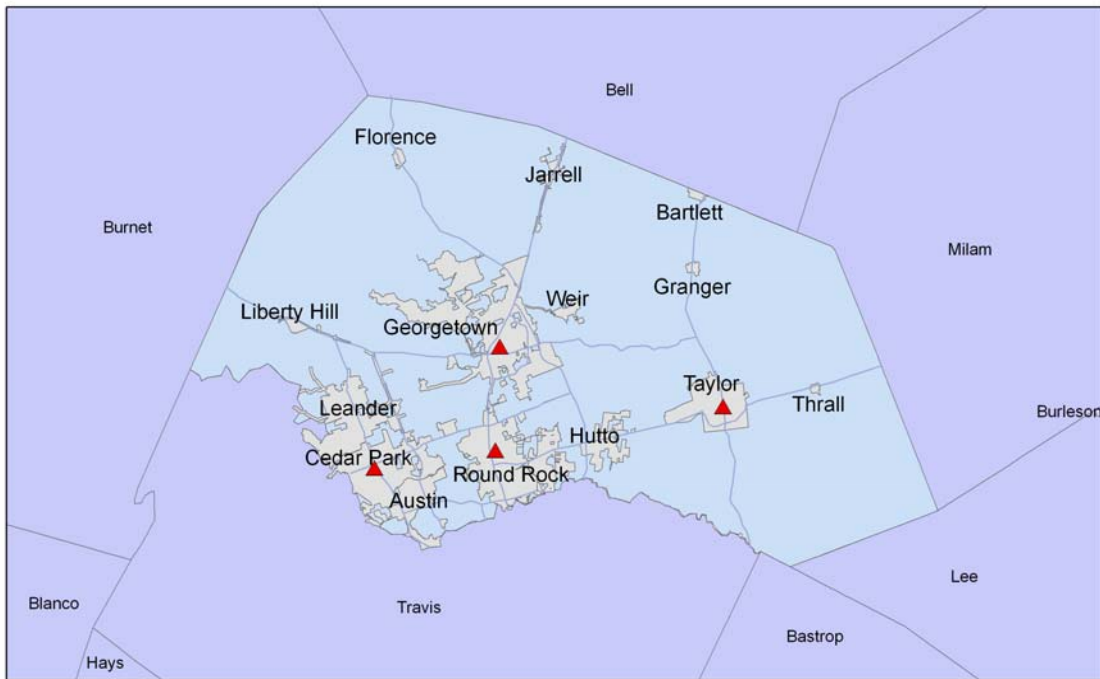 Bell
Florence
Jarrell
Bartlett
Burnet
Milam
Granger
Weir
Liberty Hill
Georgetown
Taylor
Thrall
Leander
Burleson
Hutto
Cedar Park
Round Rock
Austin
Lee
Blanco
Travis
Bastrop
Hays